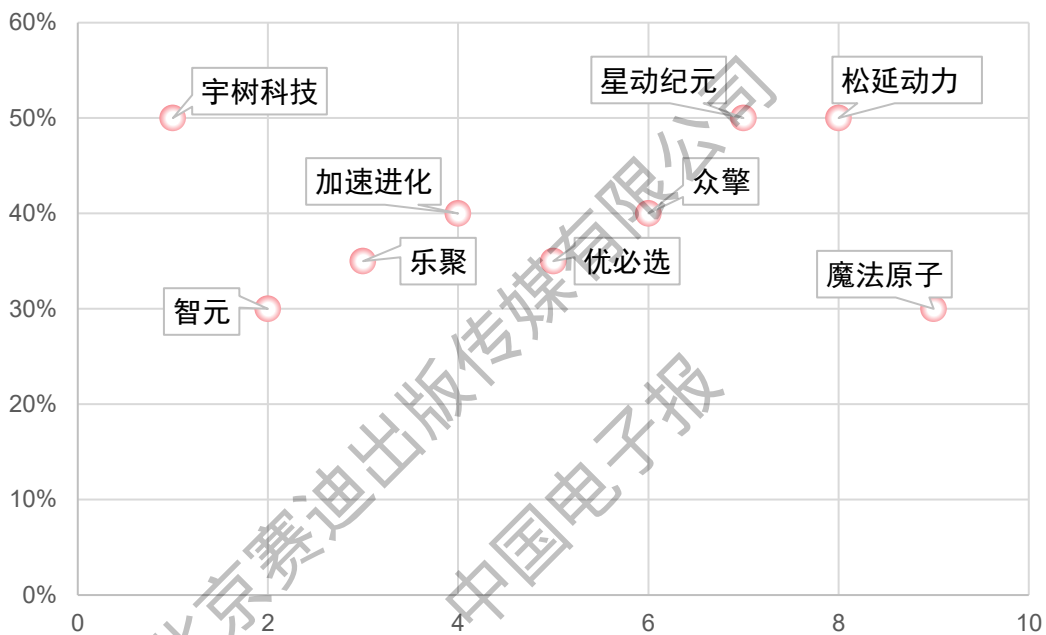 60%
50%
40%
30%
20%
10%
0%
宇树科技
星动纪元
松延动力
加速进化
众擎
乐聚
优必选
魔法原子
智元
0
2
4
6
8
10
北京赛迪出版传媒有限公司
中国电子报